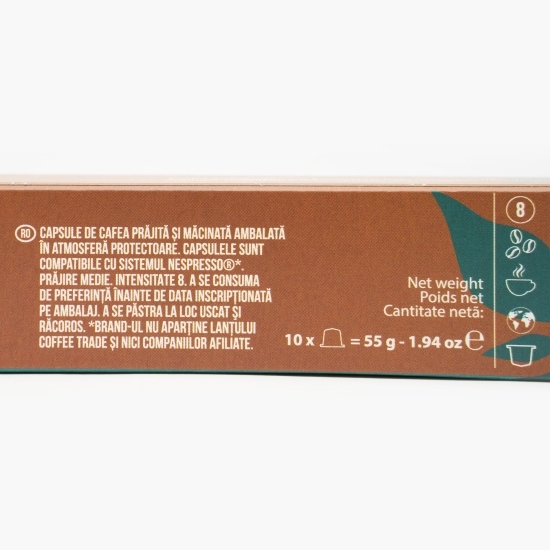 RO CAPSULE DE CAFEA PRĂJITĂ ȘI MĂCINATĂ AMBALATĂ
ÎN ATMOSFERĂ PROTECTOARE. CAPSULELE SUNT
COMPATIBILE CU SISTEMUL NESPRESSO®*.
PRĂJIRE MEDIE. INTENSITATE 8. A SE CONSUMA
DE PREFERINȚĂ ÎNAINTE DE DATA INSCRIPȚIONATĂ
PE AMBALAJ. A SE PĂSTRA LA LOC USCAT ȘI
RĂCOROS. *BRAND-UL NU APARȚINE LANȚULUI
COFFEE TRADE ȘI NICI COMPANIILOR AFILIATE.
Net weight
Poids net
Cantitate netă:
10 x = 55 g - 1.94 oz ℮
8